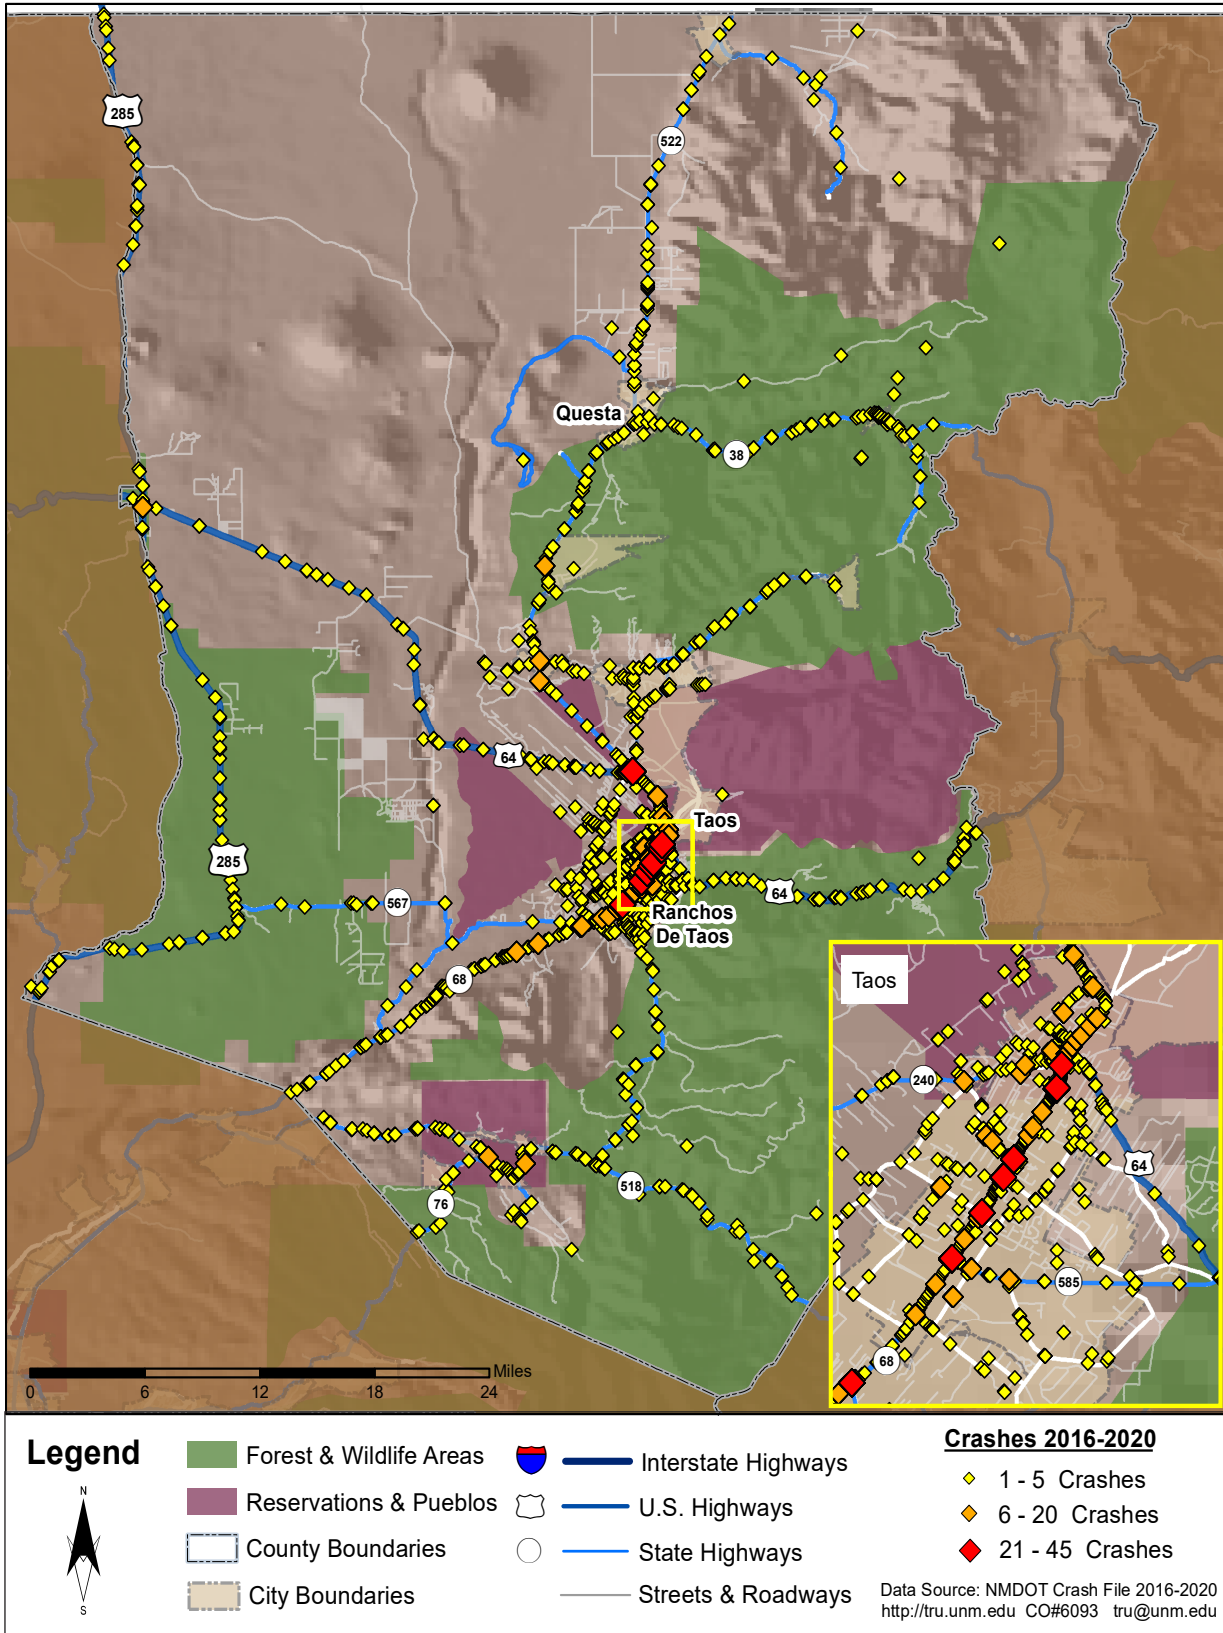 285
522
Questa
38
64
Taos
285
567
64
Ranchos
De Taos
68
Taos
240
64
518
76
585
68
Miles
0 6 12 18 24
Legend
N
S
Forest & Wildlife Areas
Reservations & Pueblos
County Boundaries
City Boundaries
Interstate Highways
U.S. Highways
State Highways
Streets & Roadways
Crashes 2016-2020
1 - 5 Crashes
6 - 20 Crashes
21 - 45 Crashes
Data Source: NMDOT Crash File 2016-2020
http://tru.unm.edu CO#6093 tru@unm.edu